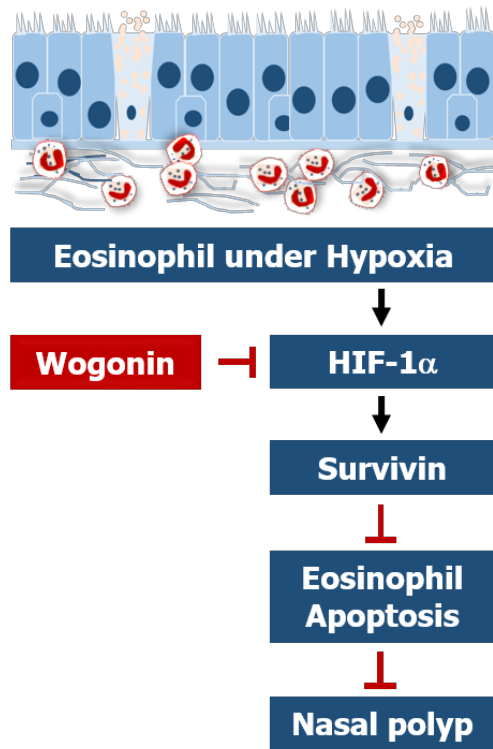 Eosinophil under Hypoxia
Wogonin
HIF-1α
Survivin
Eosinophil
Apoptosis
Nasal polyp